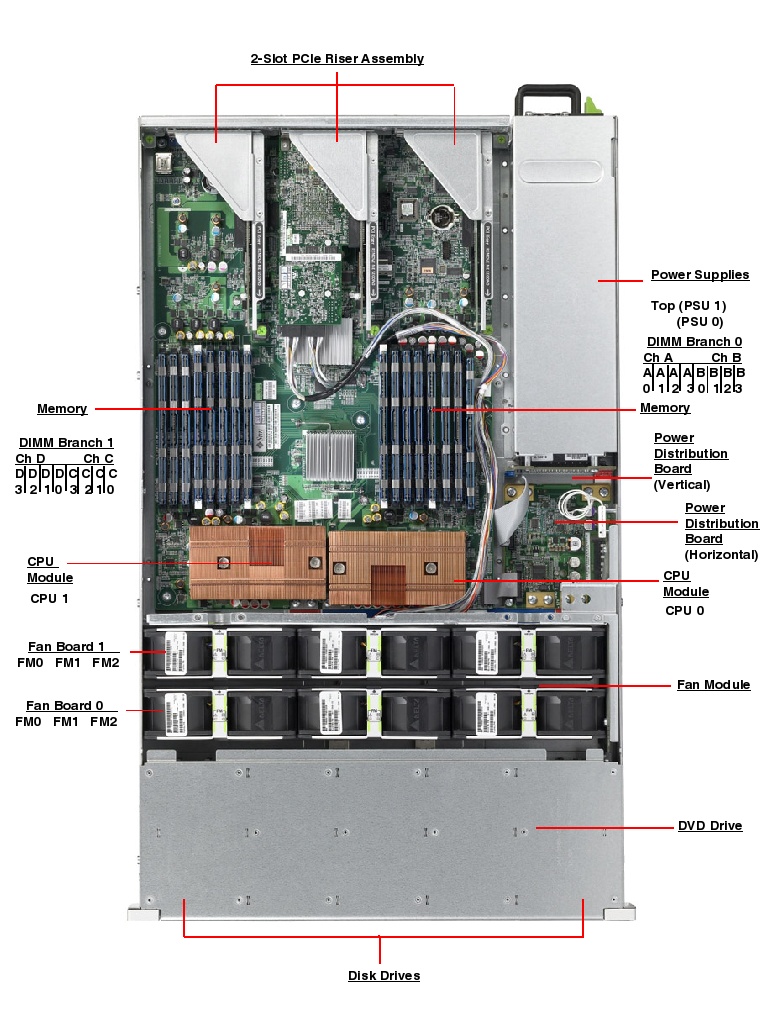 2-Slot PCIe Riser Assembly
Power Supplies
Top (PSU 1)
(PSU 0)
DIMM Branch 0
Ch A Ch B
A A A A B B B B
0 1 2 3 0 1 2 3
Memory
Memory
DIMM Branch 1
Ch D Ch C
D D D D C C C C
3 2 1 0 3 2 1 0
Power
Distribution
Board
(Vertical)
Power
Distribution
Board
(Horizontal)
CPU
Module
CPU 1
CPU
Module
CPU 0
Fan Board 1
FM0 FM1 FM2
Fan Board 0
FM0 FM1 FM2
Fan Module
DVD Drive
Disk Drives